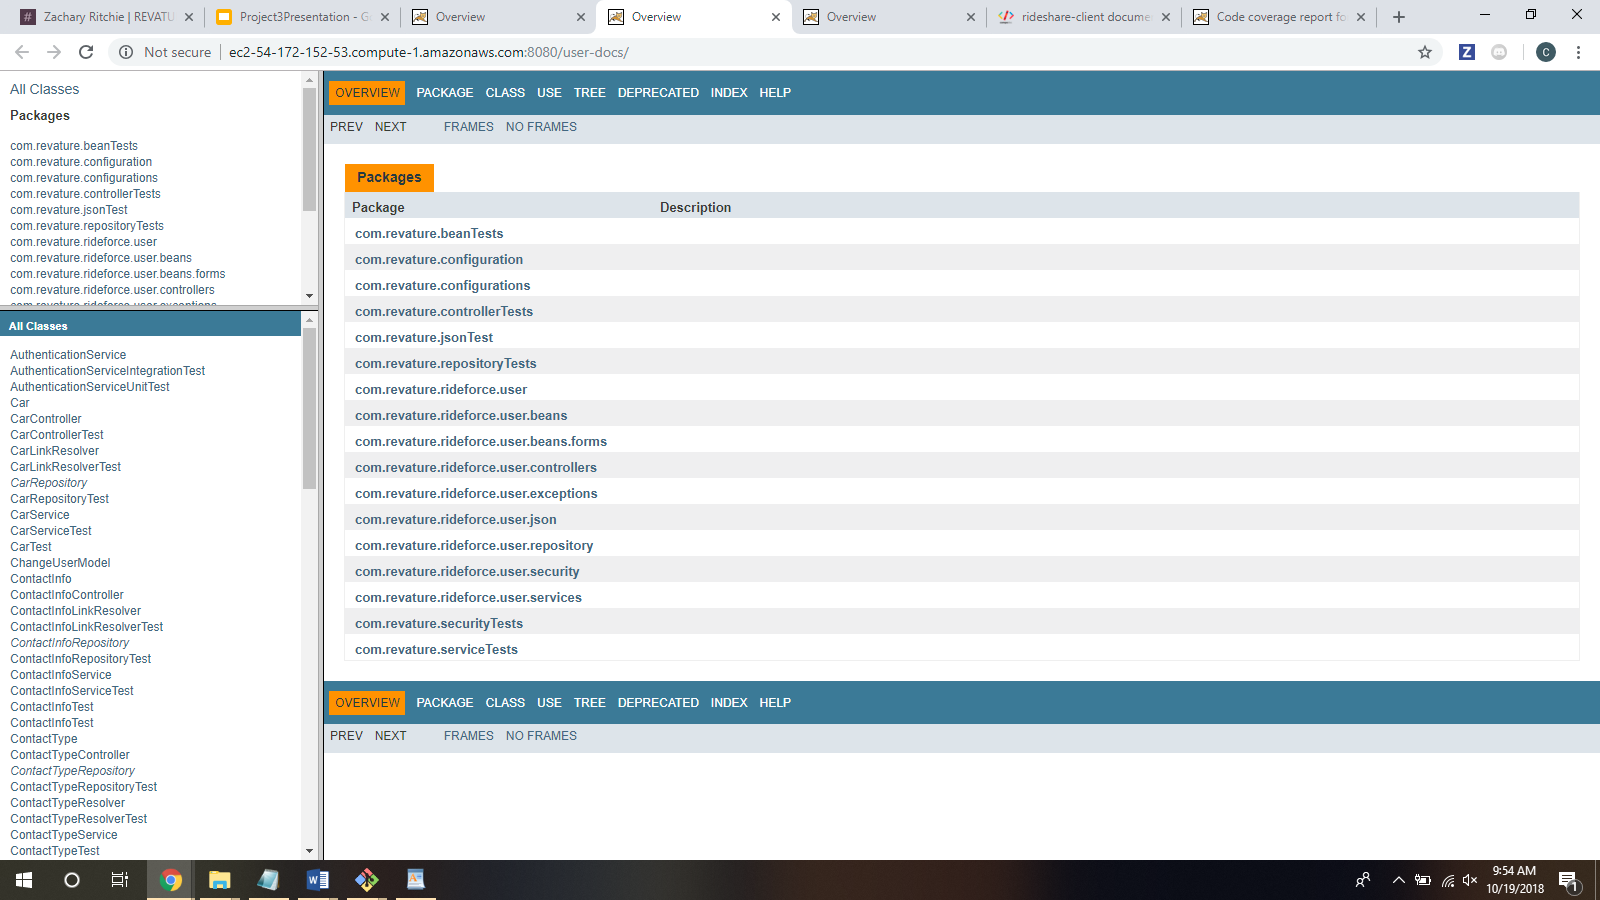 Zachary Ritchie | REVATU
Project3Presentation - G
Overview
Overview
Overview
rideshare-client docume
Code coverage report fo
Not secure
ec2-54-172-152-53.compute-1.amazonaws.com:8080/user-docs/
Z
C
All Classes
Packages
com.revature.beanTests
com.revature.configuration
com.revature.configurations
com.revature.controllerTests
com.revature.jsonTest
com.revature.repositoryTests
com.revature.rideforce.user
com.revature.rideforce.user.beans
com.revature.rideforce.user.beans.forms
com.revature.rideforce.user.controllers
com.revature.rideforce.user.exceptions
All Classes
AuthenticationService
AuthenticationServiceIntegrationTest
AuthenticationServiceUnitTest
Car
CarController
CarControllerTest
CarLinkResolver
CarLinkResolverTest
CarRepository
CarRepositoryTest
CarService
CarServiceTest
CarTest
ChangeUserModel
ContactInfo
ContactInfoController
ContactInfoLinkResolver
ContactInfoLinkResolverTest
ContactInfoRepository
ContactInfoRepositoryTest
ContactInfoService
ContactInfoServiceTest
ContactInfoTest
ContactInfoTest
ContactType
ContactTypeController
ContactTypeRepository
ContactTypeRepositoryTest
ContactTypeResolver
ContactTypeResolverTest
ContactTypeService
ContactTypeTest
OVERVIEW PACKAGE CLASS USE TREE DEPRECATED INDEX HELP
PREV NEXT FRAMES NO FRAMES
Packages
Package Description
com.revature.beanTests
com.revature.configuration
com.revature.configurations
com.revature.controllerTests
com.revature.jsonTest
com.revature.repositoryTests
com.revature.rideforce.user
com.revature.rideforce.user.beans
com.revature.rideforce.user.beans.forms
com.revature.rideforce.user.controllers
com.revature.rideforce.user.exceptions
com.revature.rideforce.user.json
com.revature.rideforce.user.repository
com.revature.rideforce.user.security
com.revature.rideforce.user.services
com.revature.securityTests
com.revature.serviceTests
OVERVIEW PACKAGE CLASS USE TREE DEPRECATED INDEX HELP
PREV NEXT FRAMES NO FRAMES
9:54 AM
10/19/2018
1